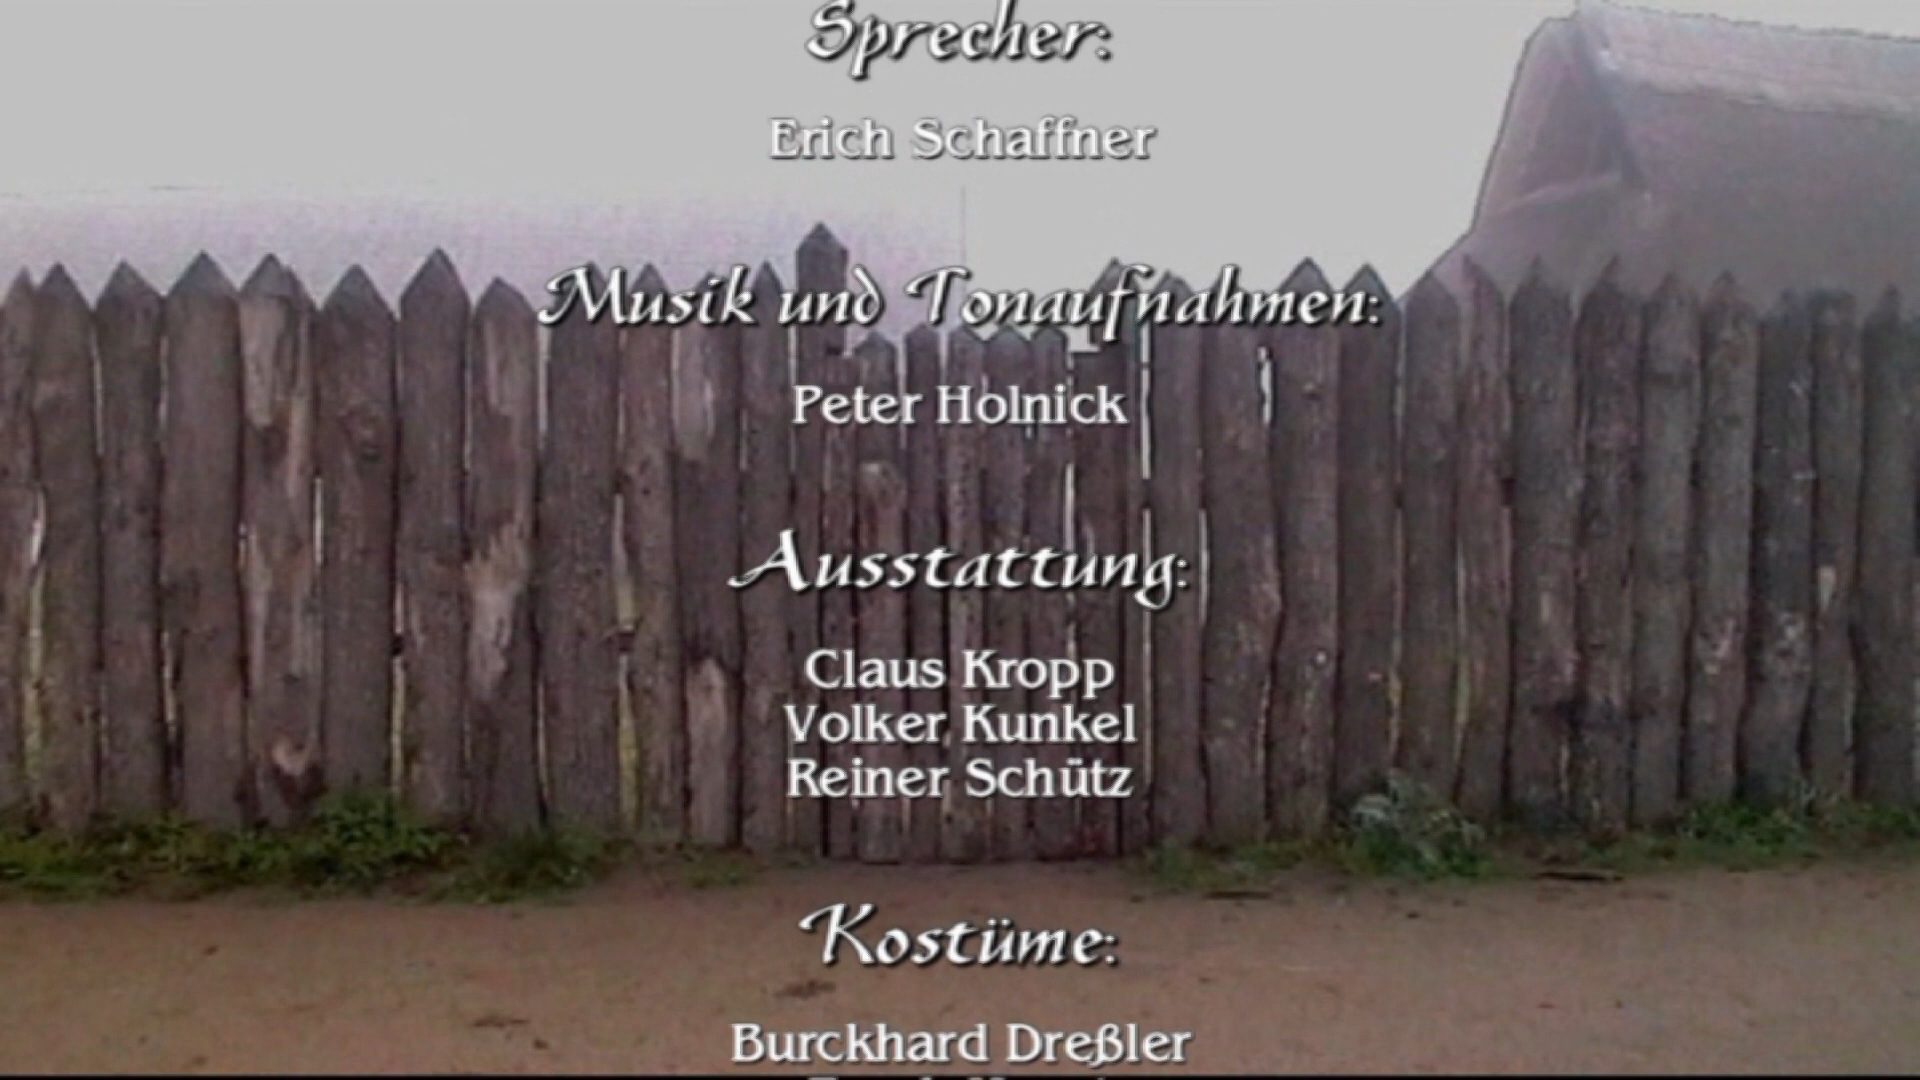 Sprecher:
Erich Schaffner
Musik und Tonaufnahmen:
Peter Holnick
Ausstattung:
Claus Kropp
Volker Kunkel
Reiner Schütz
Kostüme:
Burckhard Dreßler